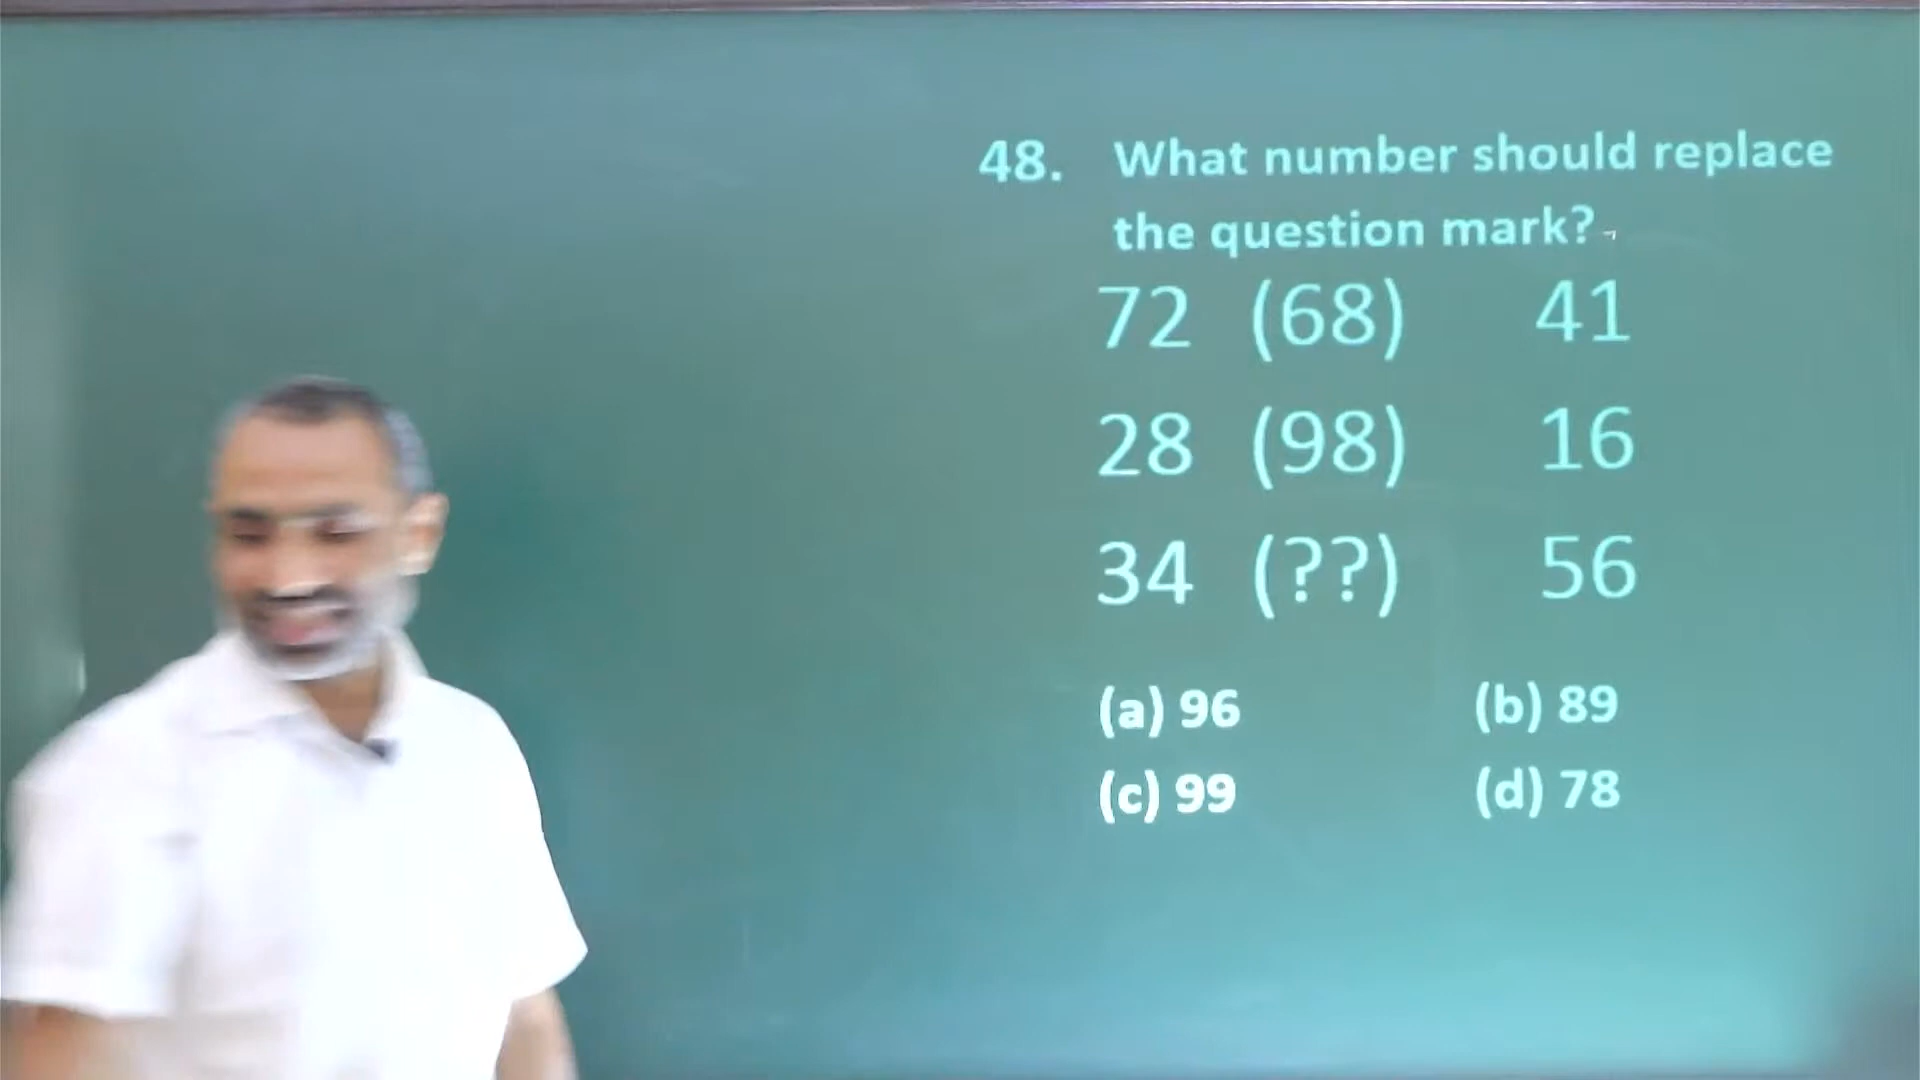 48. What number should replace
the question mark?
72 (68) 41
28 (98) 16
34 (??) 56
(a) 96 (b) 89
(c) 99 (d) 78